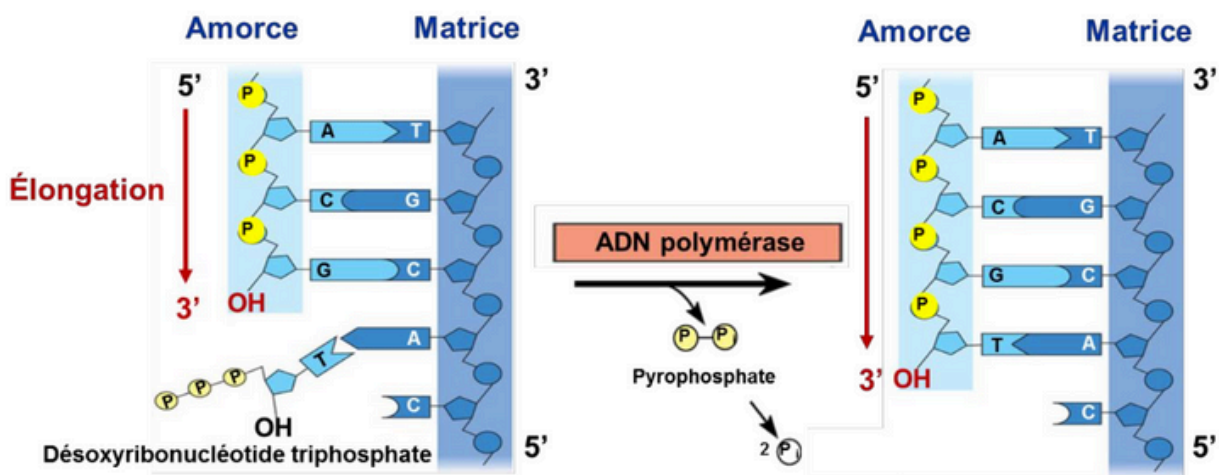 Amorce Matrice
5' 3'
P
A T
Élongation
P
C G
P
G C
3' OH
A
T
P P P
C
OH
Désoxyribonucléotide triphosphate 5'
ADN polymérase
P P i
Pyrophosphate
2 P i
Amorce Matrice
5' 3'
P
A T
P
C G
P
G C
P
T A
3' OH
C
5'